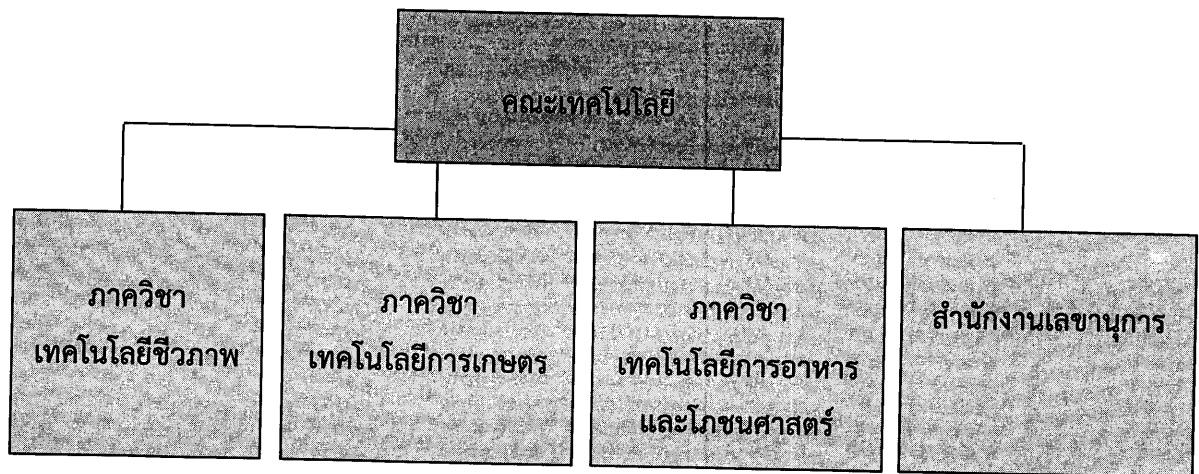 คณะเทคโนโลยี
ภาควิชา
เทคโนโลยีชีวภาพ
ภาควิชา
เทคโนโลยีการเกษตร
ภาควิชา
เทคโนโลยีการอาหาร
และโภชนศาสตร์
สำนักงานเลขานุการ